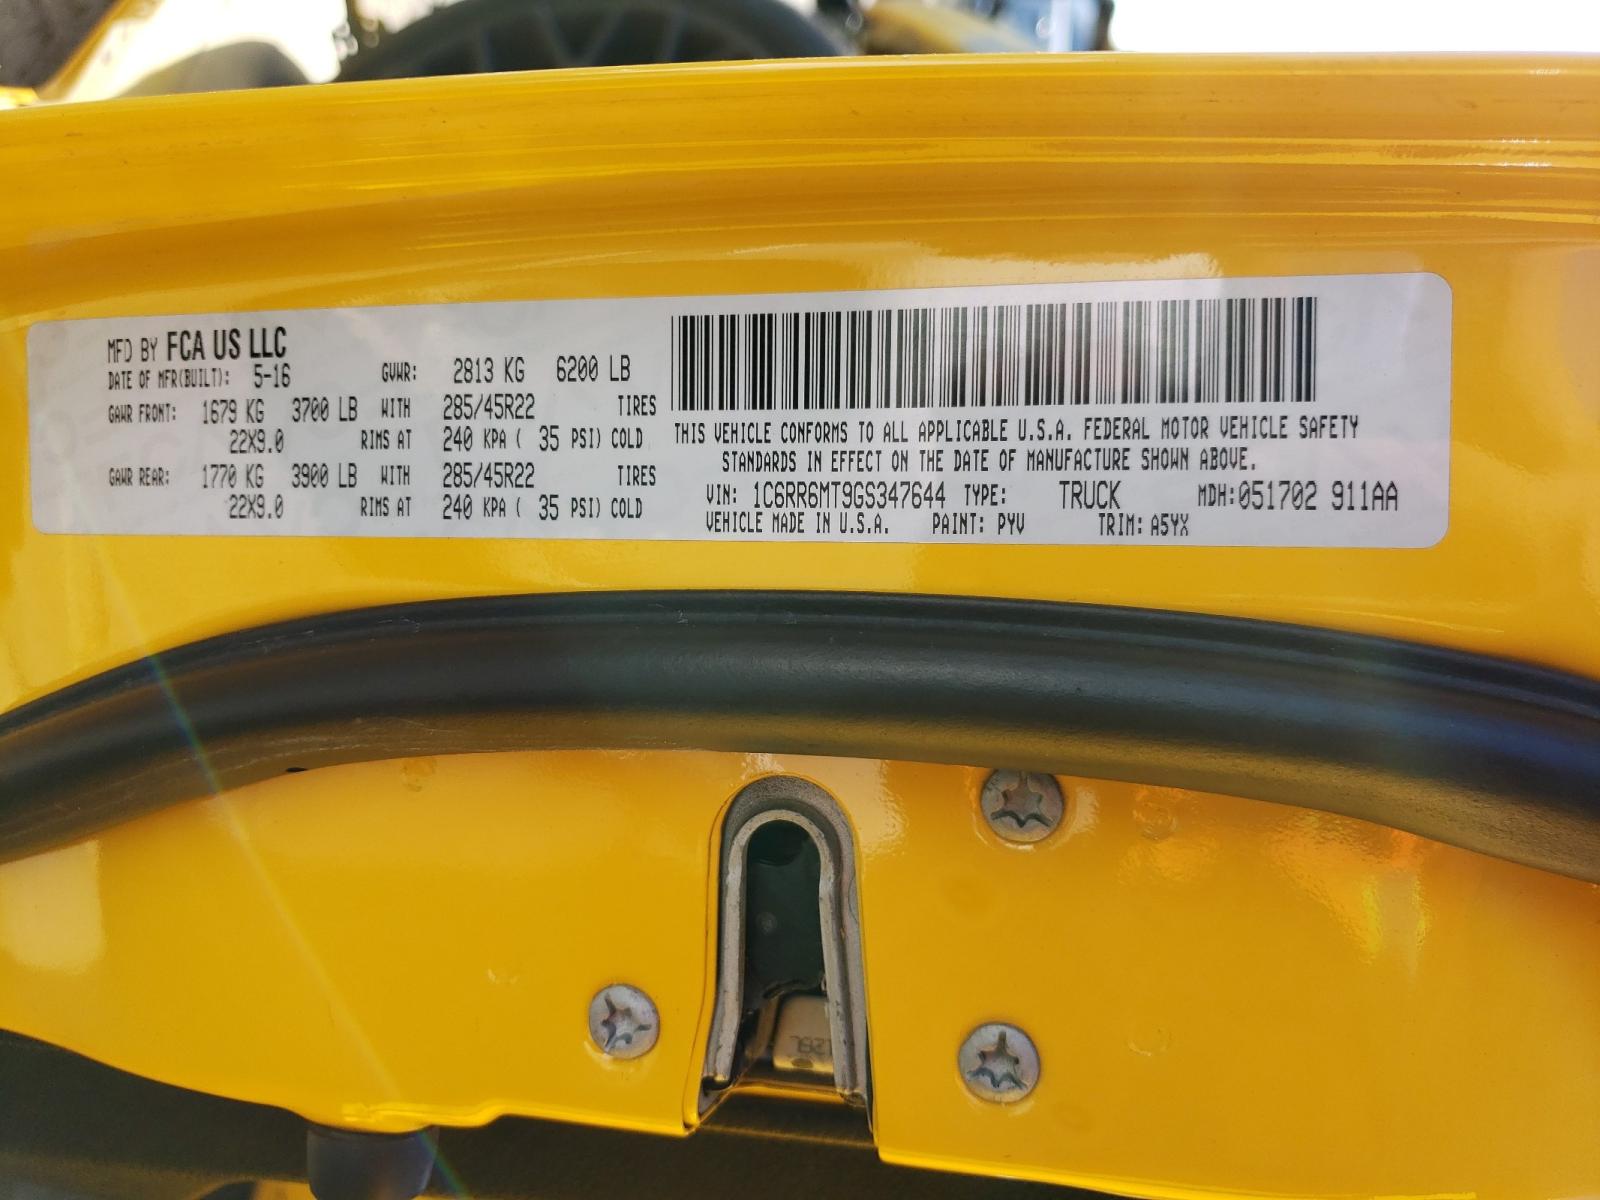 MFD BY FCA US LLC
DATE OF MFR(BUILT): 5-16 GVWR: 2813 KG 6200 LB
GAWR FRONT: 1679 KG 3700 LB WITH 285/45R22 TIRES
22X9.0 RIMS AT 240 KPA ( 35 PSI) COLD
GAWR REAR: 1770 KG 3900 LB WITH 285/45R22 TIRES
22X9.0 RIMS AT 240 KPA ( 35 PSI) COLD
THIS VEHICLE CONFORMS TO ALL APPLICABLE U.S.A. FEDERAL MOTOR VEHICLE SAFETY
STANDARDS IN EFFECT ON THE DATE OF MANUFACTURE SHOWN ABOVE.
VIN: 1C6RR6MT9GS347644 TYPE: TRUCK MDH:051702 911AA
VEHICLE MADE IN U.S.A. PAINT: PYV TRIM: A5YX